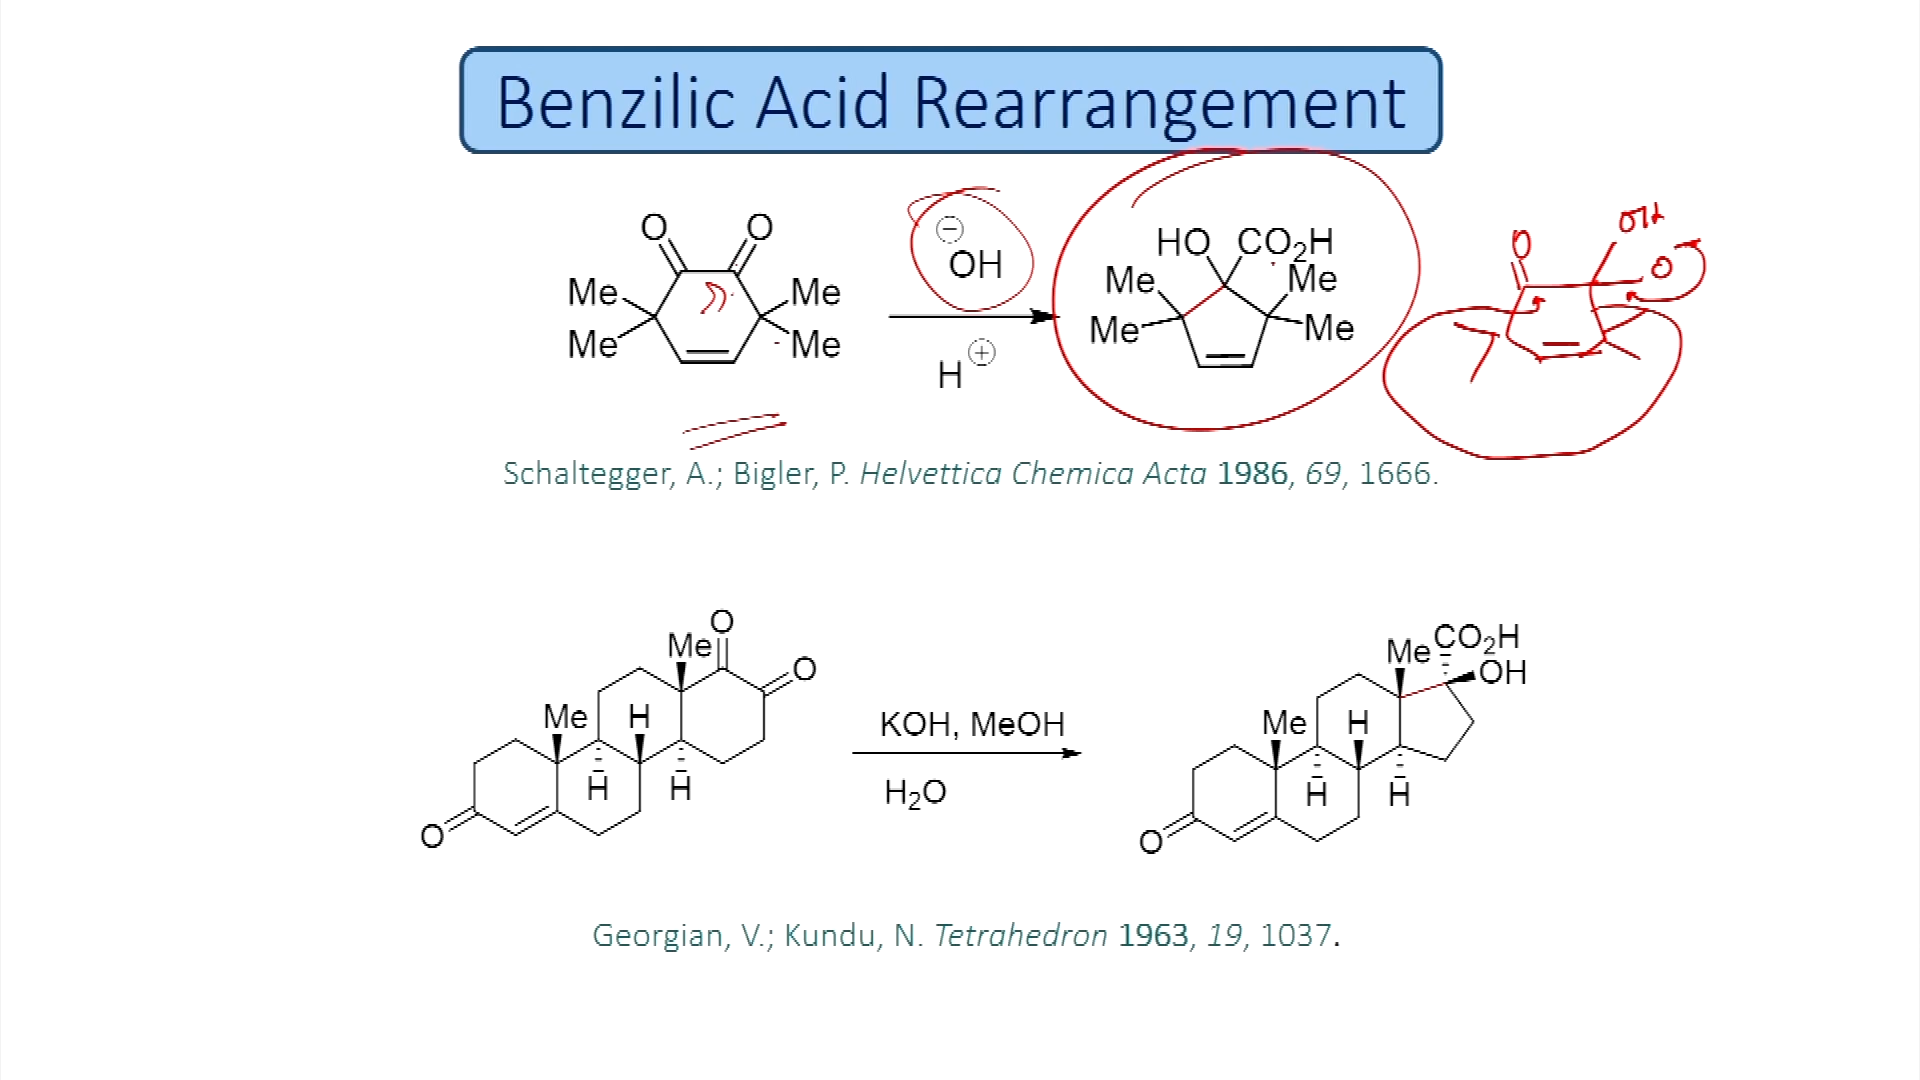 Benzilic Acid Rearrangement
O O
Me Me
Me Me
⊖
OH
H⊕
HO CO₂H
Me Me
Me Me
O OH
O
Schaltegger, A.; Bigler, P. Helvettica Chemica Acta 1986, 69, 1666.
O
Me O
Me H
H H
O
KOH, MeOH
H₂O
Me CO₂H
OH
Me H
H H
O
Georgian, V.; Kundu, N. Tetrahedron 1963, 19, 1037.